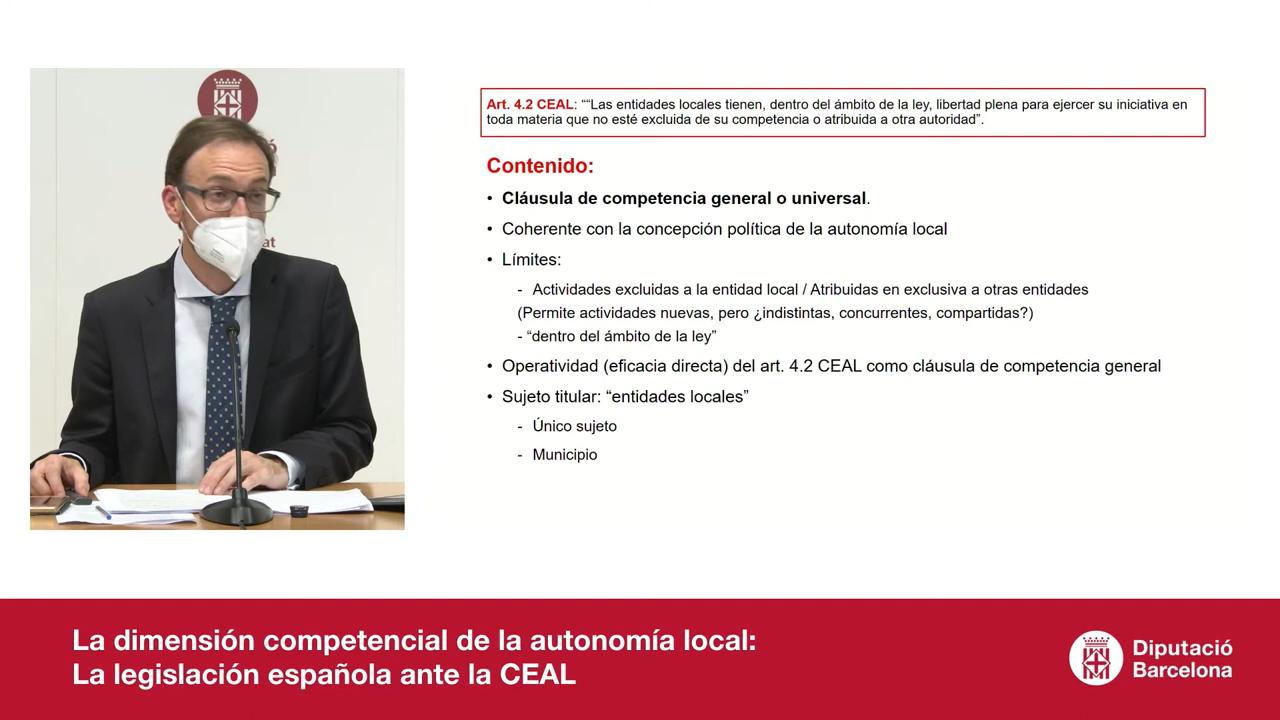 Art. 4.2 CEAL: ““Las entidades locales tienen, dentro del ámbito de la ley, libertad plena para ejercer su iniciativa en
toda materia que no esté excluida de su competencia o atribuida a otra autoridad”.
Contenido:
• Cláusula de competencia general o universal.
• Coherente con la concepción política de la autonomía local
• Límites:
- Actividades excluidas a la entidad local / Atribuidas en exclusiva a otras entidades
(Permite actividades nuevas, pero ¿indistintas, concurrentes, compartidas?)
- “dentro del ámbito de la ley”
• Operatividad (eficacia directa) del art. 4.2 CEAL como cláusula de competencia general
• Sujeto titular: “entidades locales”
- Único sujeto
- Municipio
La dimensión competencial de la autonomía local:
La legislación española ante la CEAL
Diputació
Barcelona